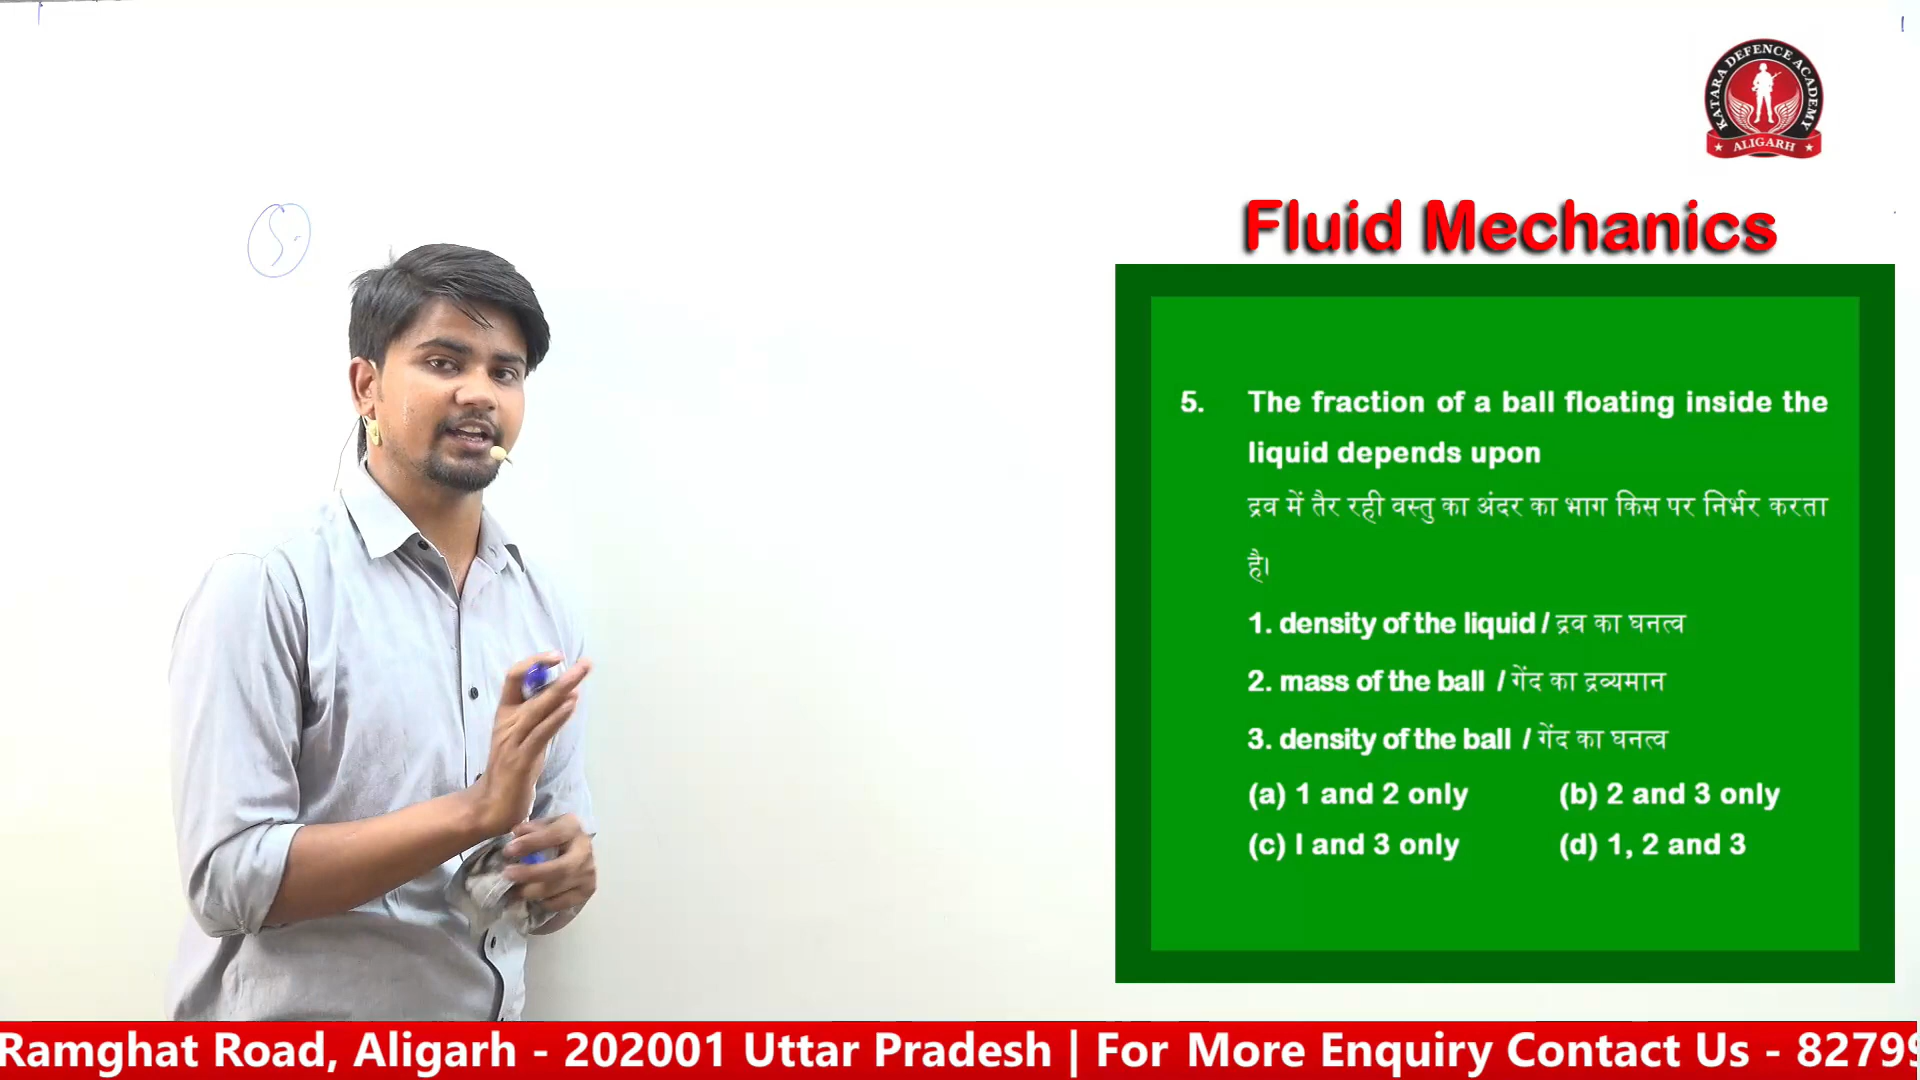 KATARA DEFENCE ACADEMY
ALIGARH
5.
Fluid Mechanics
5. The fraction of a ball floating inside the
liquid depends upon
द्रव में तैर रही वस्तु का अंदर का भाग किस पर निर्भर करता
है।
1. density of the liquid / द्रव का घनत्व
2. mass of the ball / गेंद का द्रव्यमान
3. density of the ball / गेंद का घनत्व
(a) 1 and 2 only (b) 2 and 3 only
(c) I and 3 only (d) 1, 2 and 3
Ramghat Road, Aligarh - 202001 Uttar Pradesh | For More Enquiry Contact Us - 8279